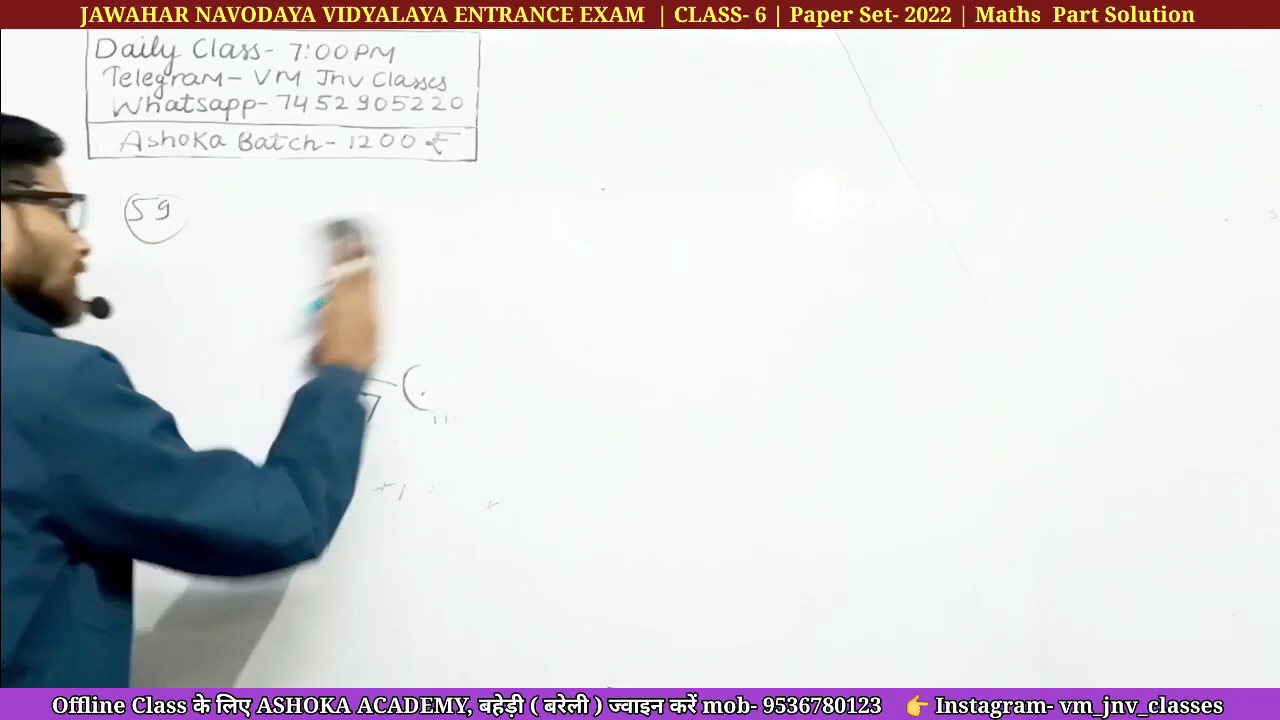 JAWAHAR NAVODAYA VIDYALAYA ENTRANCE EXAM | CLASS- 6 | Paper Set- 2022 | Maths Part Solution
Daily Class- 7:00PM
Telegram- VM Jnv Classes
Whatsapp- 7452905220
Ashoka Batch- 1200 ₹
59
Offline Class के लिए ASHOKA ACADEMY, बहेड़ी ( बरेली ) ज्वाइन करें mob- 9536780123 👉 Instagram- vm_jnv_classes